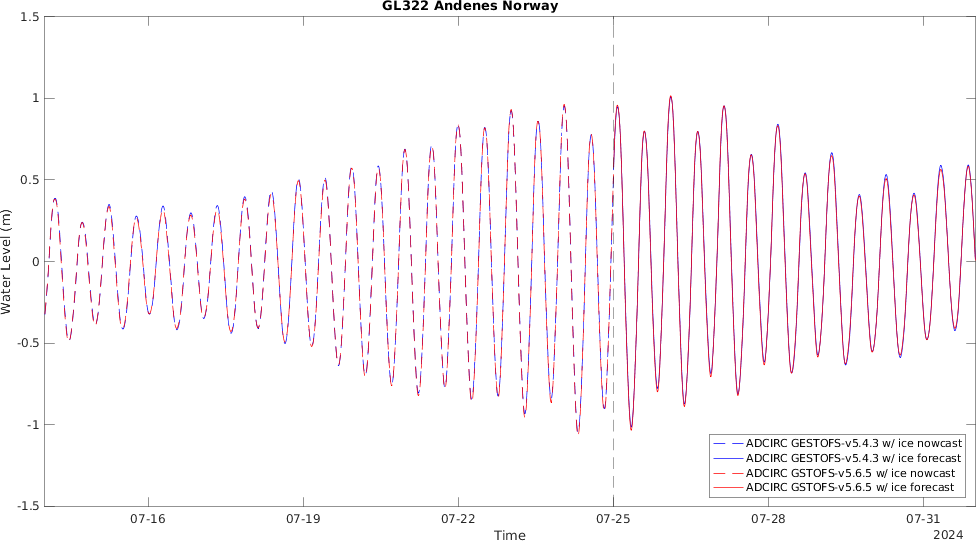 GL322 Andenes Norway
1.5
1
0.5
0
-0.5
-1
-1.5
Water Level (m)
ADCIRC GESTOFS-v5.4.3 w/ ice nowcast
ADCIRC GESTOFS-v5.4.3 w/ ice forecast
ADCIRC GSTOFS-v5.6.5 w/ ice nowcast
ADCIRC GSTOFS-v5.6.5 w/ ice forecast
07-16 07-19 07-22 07-25 07-28 07-31
Time
2024